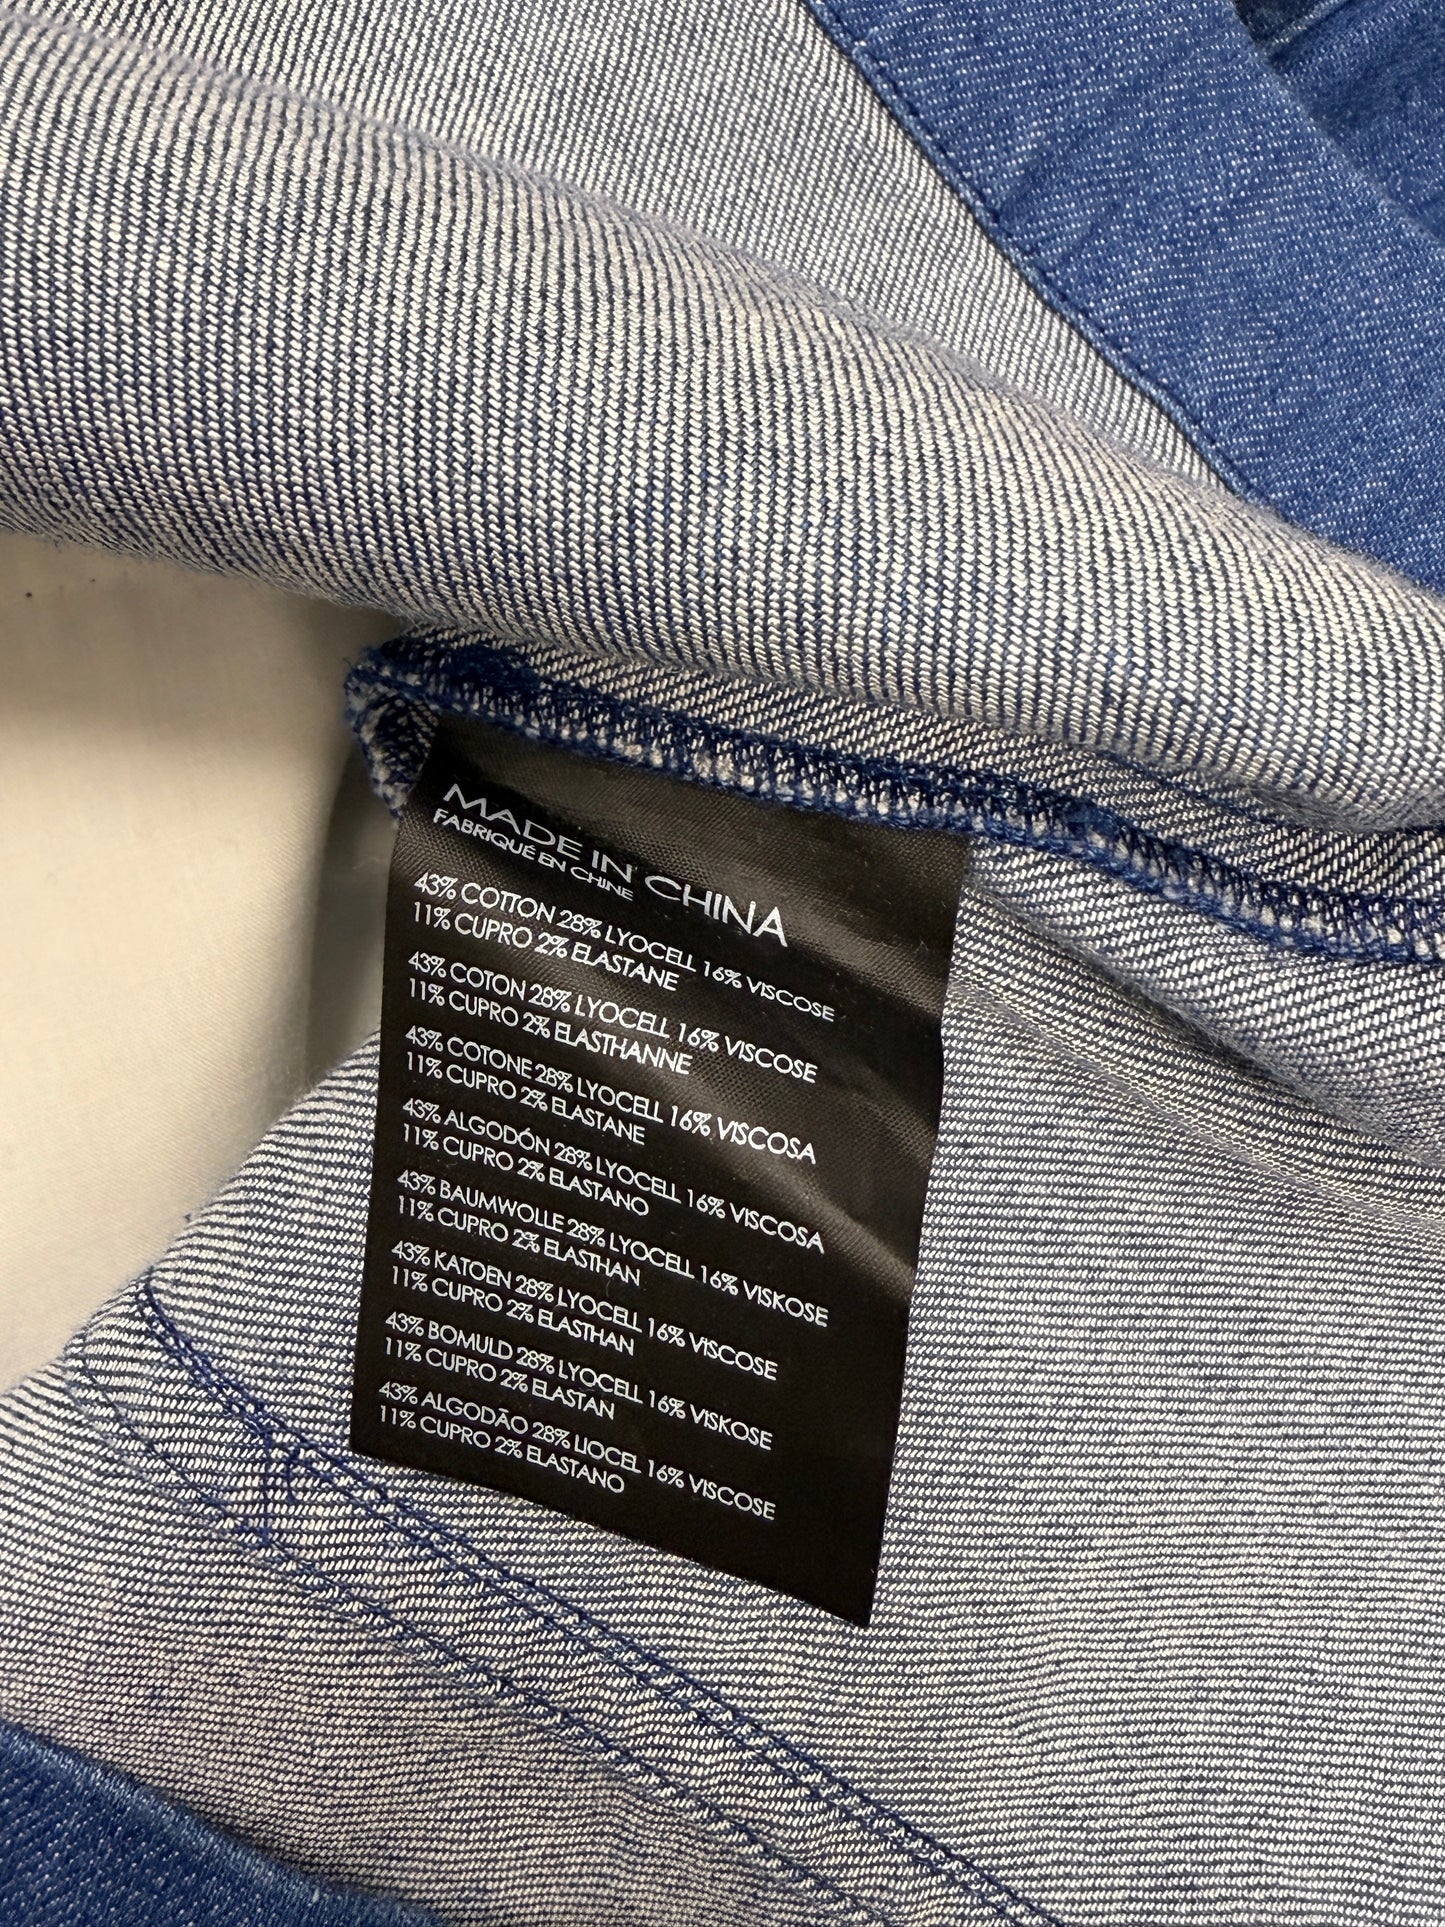 MADE IN CHINA
FABRIQUÉ EN CHINE
43% COTTON 28% LYOCELL 16% VISCOSE
11% CUPRO 2% ELASTANE
43% COTON 28% LYOCELL 16% VISCOSE
11% CUPRO 2% ELASTHANNE
43% COTONE 28% LYOCELL 16% VISCOSA
11% CUPRO 2% ELASTANE
43% ALGODÓN 28% LYOCELL 16% VISCOSA
11% CUPRO 2% ELASTANO
43% BAUMWOLLE 28% LYOCELL 16% VISKOSE
11% CUPRO 2% ELASTHAN
43% KATOEN 28% LYOCELL 16% VISCOSE
11% CUPRO 2% ELASTHAN
43% BOMULD 28% LYOCELL 16% VISKOSE
11% CUPRO 2% ELASTAN
43% ALGODÃO 28% LIOCEL 16% VISCOSE
11% CUPRO 2% ELASTANO